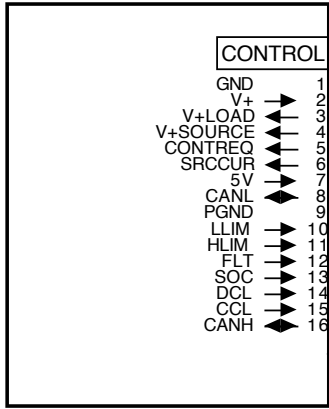 CONTROL
GND 1
V+ 2
V+LOAD 3
V+SOURCE 4
CONTREQ 5
SRCCUR 6
5V 7
CANL 8
PGND 9
LLIM 10
HLIM 11
FLT 12
SOC 13
DCL 14
CCL 15
CANH 16